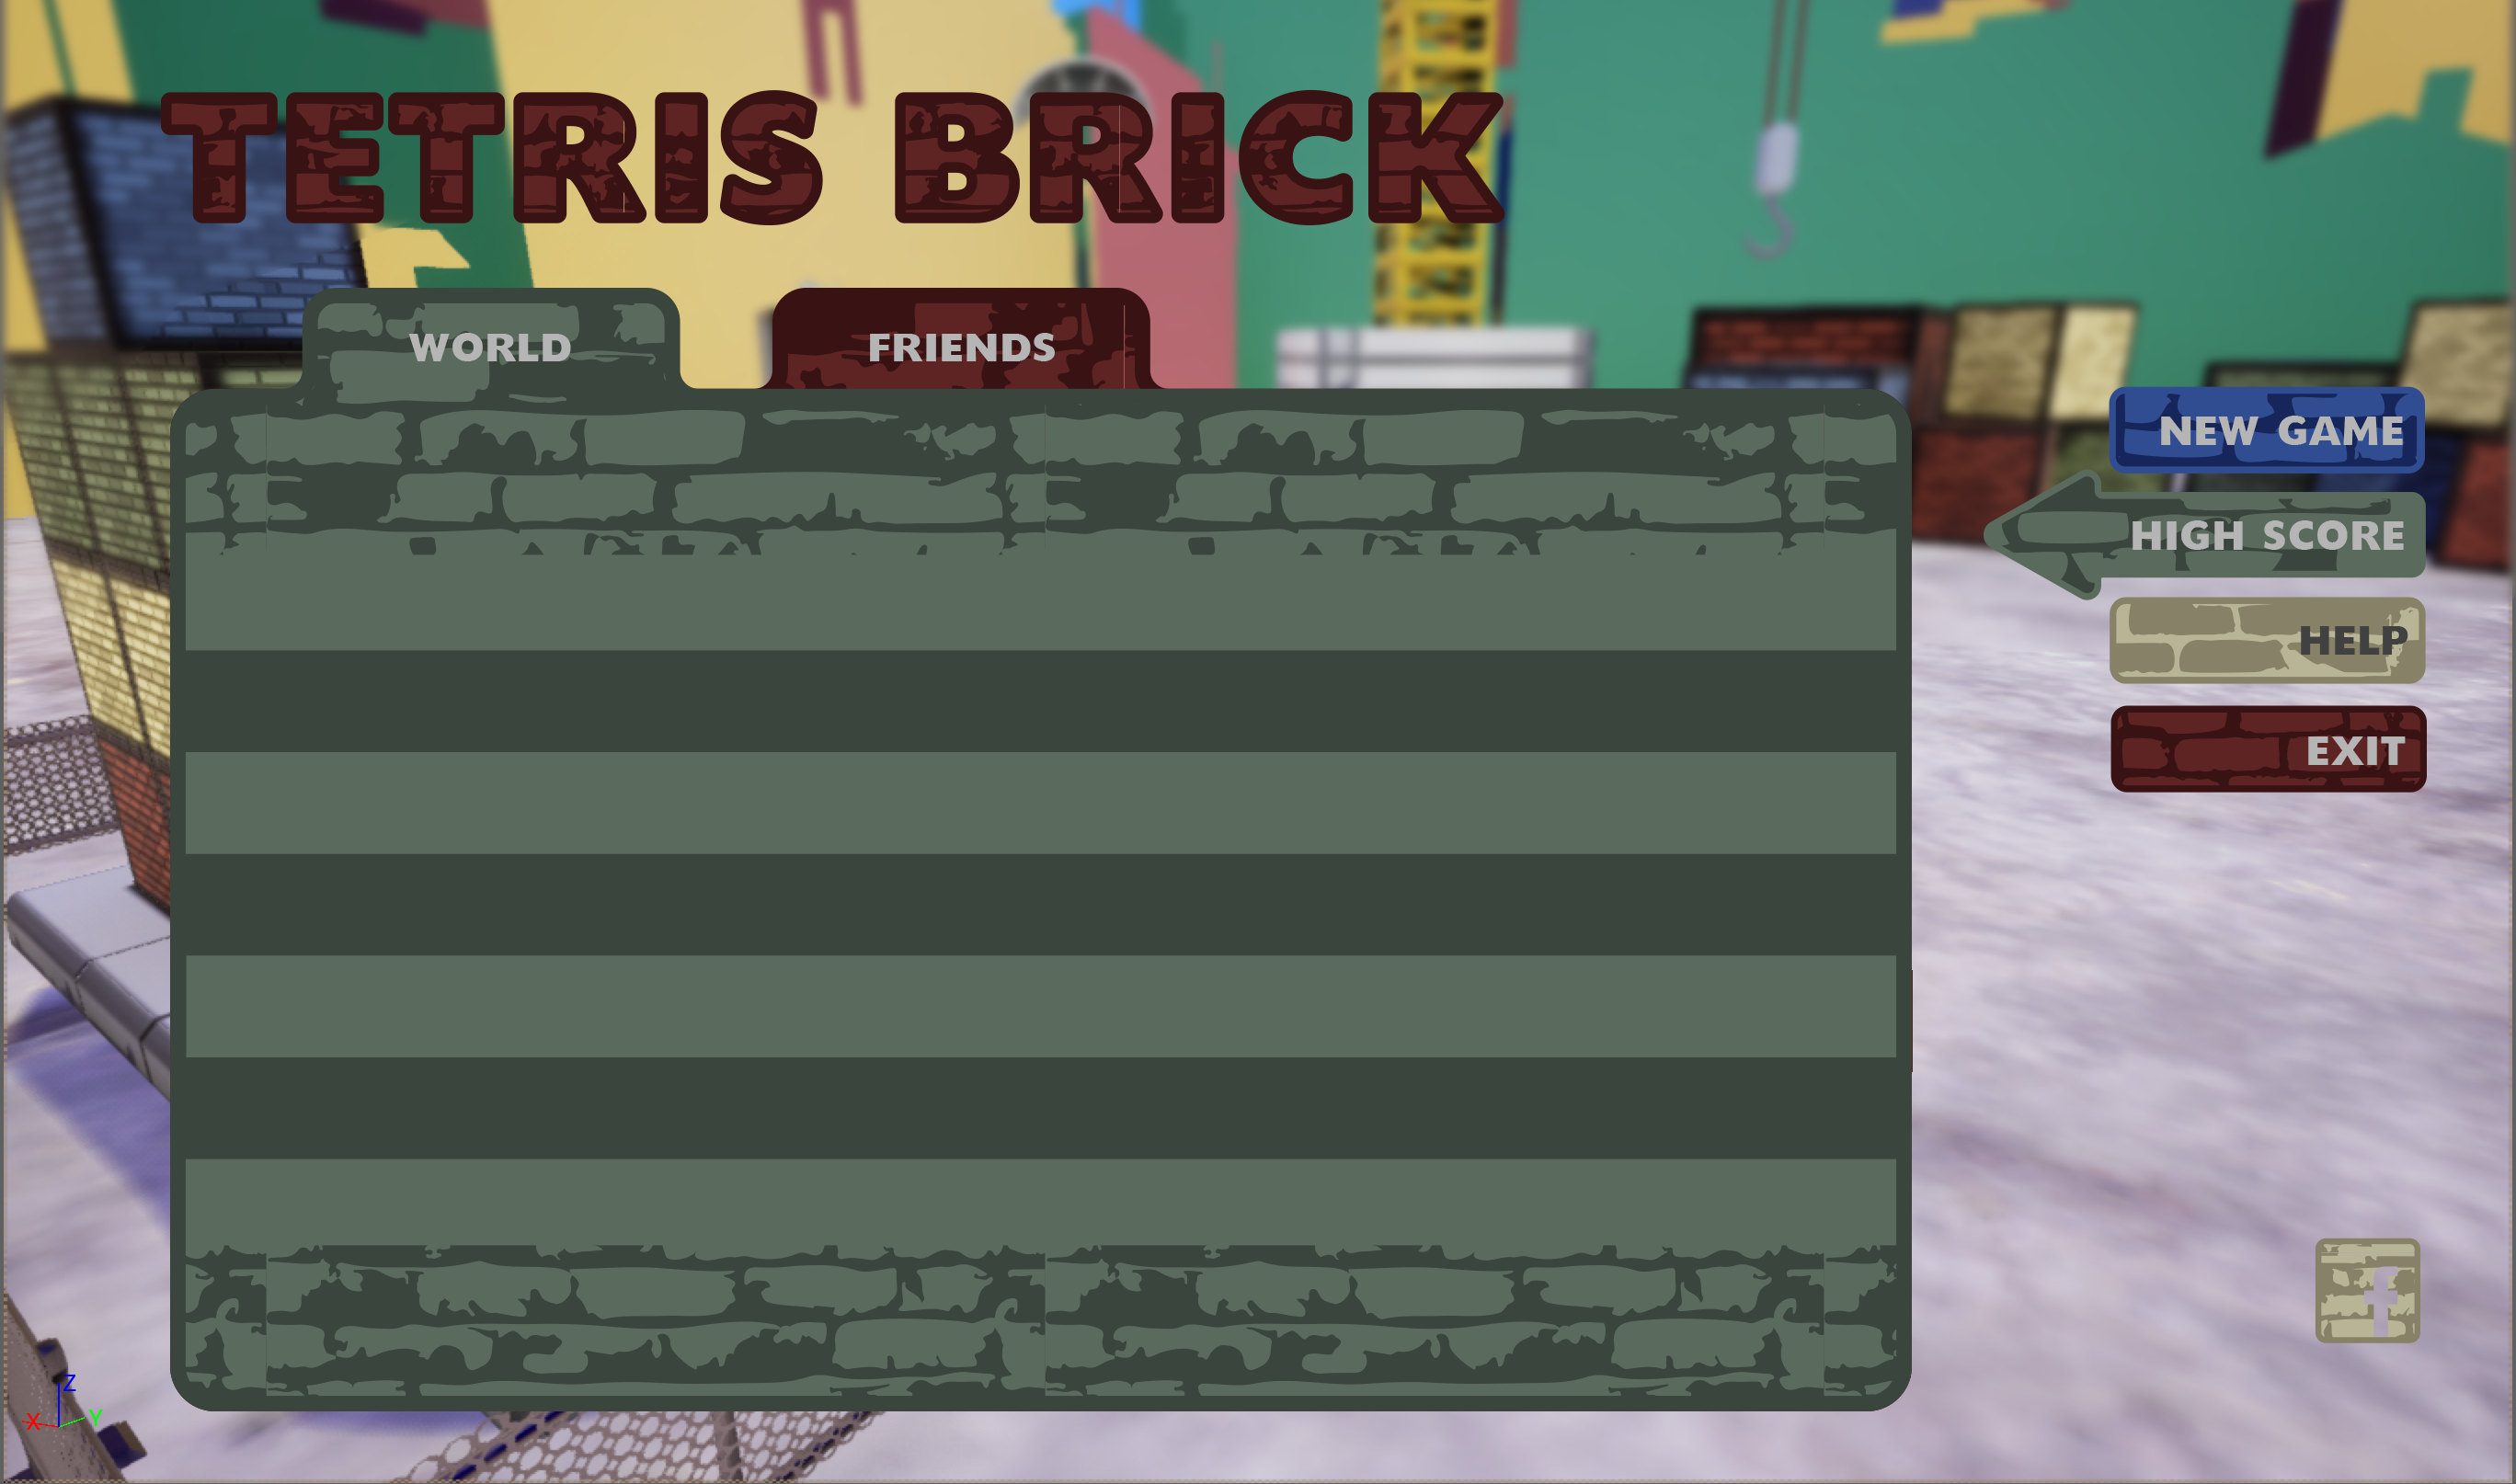 TETRIS BRICK
WORLD
FRIENDS
NEW GAME
HIGH SCORE
HELP
EXIT
f
Z
X
Y